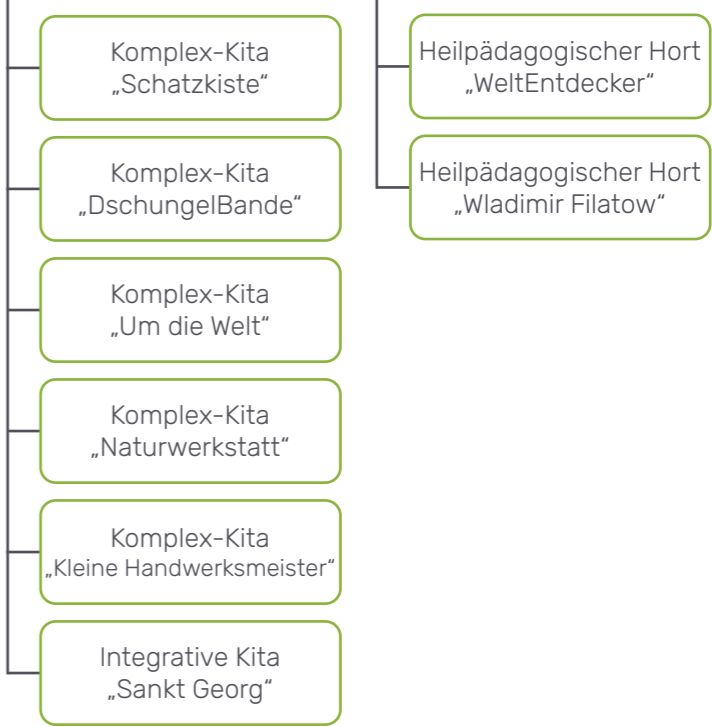 Komplex-Kita
„Schatzkiste“
Komplex-Kita
„DschungelBande“
Komplex-Kita
„Um die Welt“
Komplex-Kita
„Naturwerkstatt“
Komplex-Kita
„Kleine Handwerksmeister“
Integrative Kita
„Sankt Georg“
Heilpädagogischer Hort
„WeltEntdecker“
Heilpädagogischer Hort
„Wladimir Filatow“